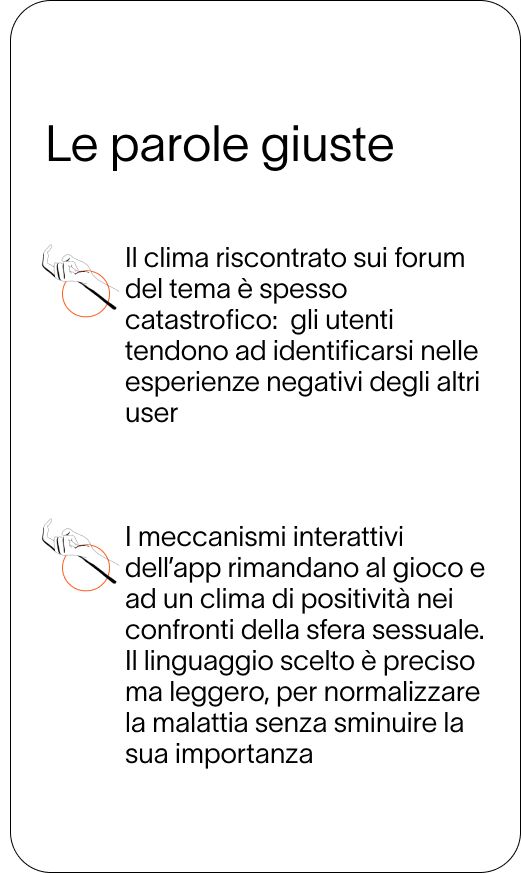 Le parole giuste
Il clima riscontrato sui forum
del tema è spesso
catastrofico:  gli utenti
tendono ad identificarsi nelle
esperienze negativi degli altri
user
I meccanismi interattivi
dell’app rimandano al gioco e
ad un clima di positività nei
confronti della sfera sessuale.
Il linguaggio scelto è preciso
ma leggero, per normalizzare
la malattia senza sminuire la
sua importanza